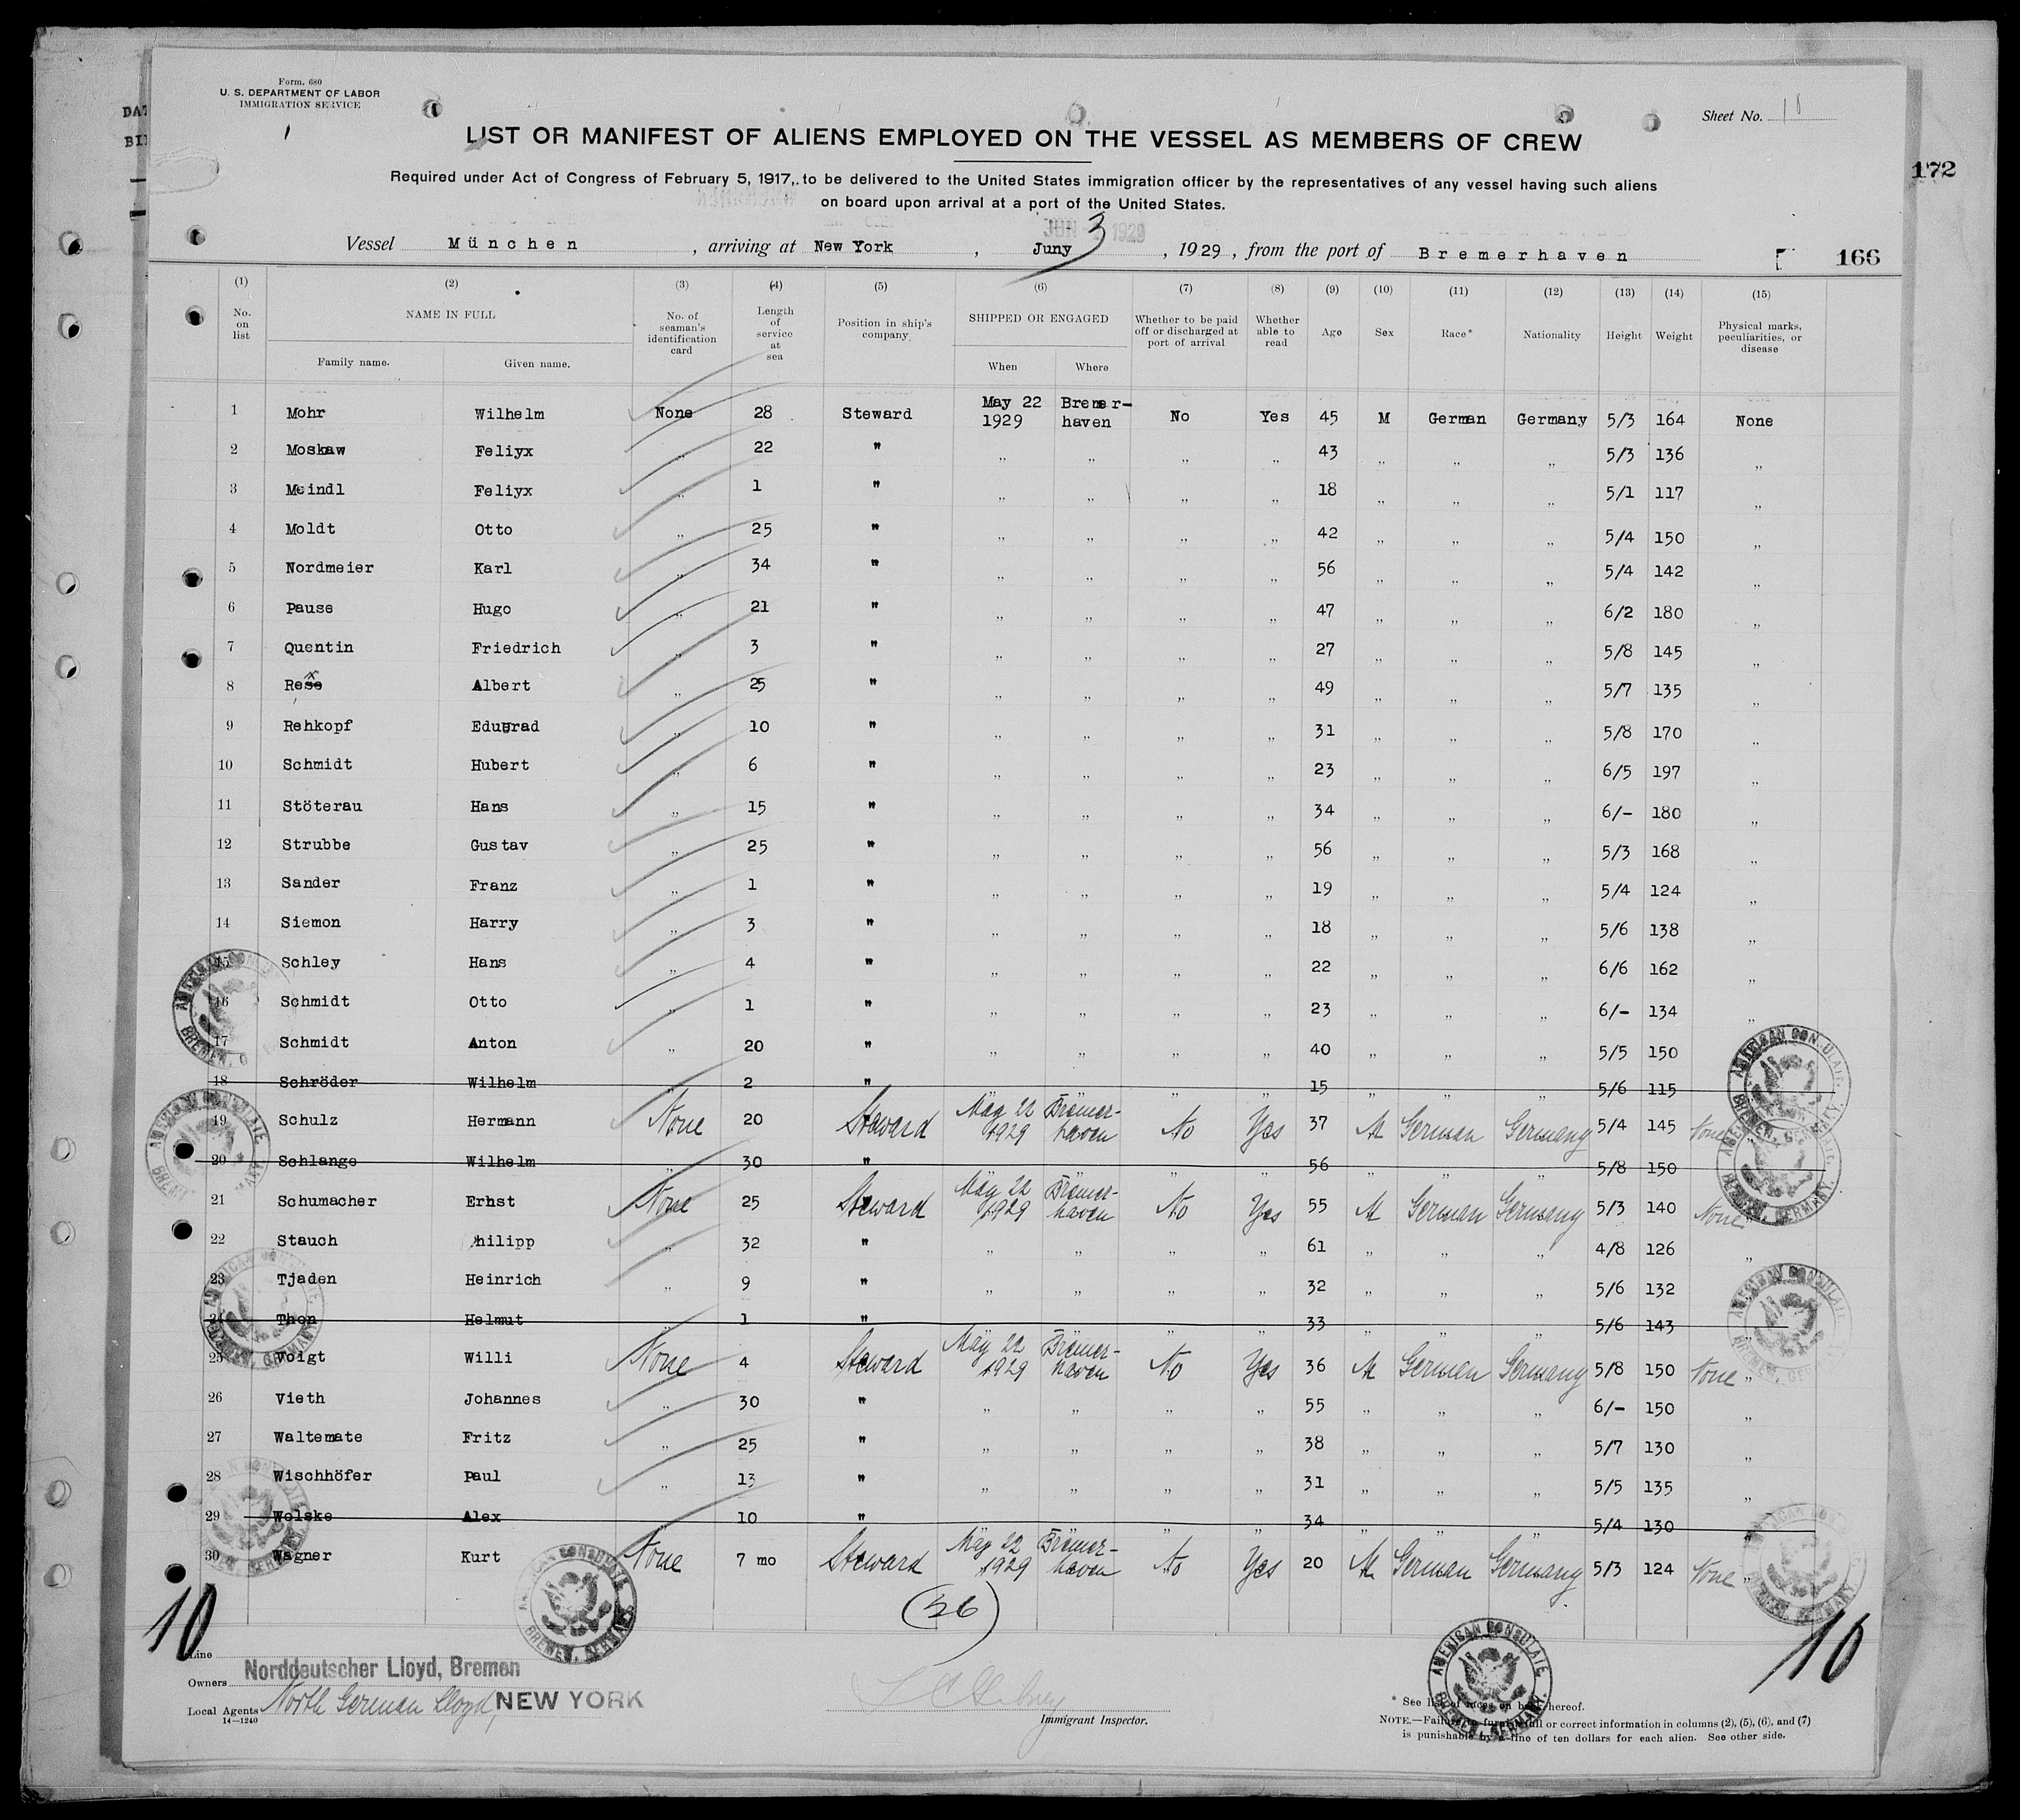 Form. 680
U. S. DEPARTMENT OF LABOR
IMMIGRATION SERVICE
Sheet No.
LIST OR MANIFEST OF ALIENS EMPLOYED ON THE VESSEL AS MEMBERS OF CREW
172
Required under Act of Congress of February 5, 1917, to be delivered to the United States immigration officer by the representatives of any vessel having such aliens
on board upon arrival at a port of the United States.
JUN 1929
Vessel München , arriving at New York , Juny 3 , 1929 , from the port of Bremerhaven 166
(1) (2) (3) (4) (5) (6) (7) (8) (9) (10) (11) (12) (13) (14) (15)
No. on list NAME IN FULL Family name. Given name. No. of seaman's identification card Length of service at sea Position in ship's company. SHIPPED OR ENGAGED When Where Whether to be paid off or discharged at port of arrival Whether able to read Age Sex Race* Nationality Height Weight Physical marks, peculiarities, or disease
1 Mohr Wilhelm None 28 Steward May 22 1929 Bremer-haven No Yes 45 M German Germany 5/3 164 None
2 Moskaw Feliyx „ 22 " „ „ „ „ 43 „ „ „ 5/3 136 „
3 Meindl Feliyx „ 1 " „ „ „ „ 18 „ „ „ 5/1 117 „
4 Moldt Otto „ 25 " „ „ „ „ 42 „ „ „ 5/4 150 „
5 Nordmeier Karl „ 34 " „ „ „ „ 56 „ „ „ 5/4 142 „
6 Pause Hugo „ 21 " „ „ „ „ 47 „ „ „ 6/2 180 „
7 Quentin Friedrich „ 3 " „ „ „ „ 27 „ „ „ 5/8 145 „
8 Rese x Albert „ 25 " „ „ „ „ 49 „ „ „ 5/7 135 „
9 Rehkopf Edugrad „ 10 " „ „ „ „ 31 „ „ „ 5/8 170 „
10 Schmidt Hubert „ 6 " „ „ „ „ 23 „ „ „ 6/5 197 „
11 Stöterau Hans „ 15 " „ „ „ „ 34 „ „ „ 6/- 180 „
12 Strubbe Gustav „ 25 " „ „ „ „ 56 „ „ „ 5/3 168 „
13 Sander Franz „ 1 " „ „ „ „ 19 „ „ „ 5/4 124 „
14 Siemon Harry „ 3 " „ „ „ „ 18 „ „ „ 5/6 138 „
15 Schley Hans „ 4 " „ „ „ „ 22 „ „ „ 6/6 162 „
16 Schmidt Otto „ 1 " „ „ „ „ 23 „ „ „ 6/- 134 „
17 Schmidt Anton „ 20 " „ „ „ „ 40 „ „ „ 5/5 150
18 Schröder Wilhelm „ 2 " „ „ „ „ 15 „ „ „ 5/6 115
19 Schulz Hermann None 20 Steward May 22 1929 Bremer-haven No Yes 37 M German Germany 5/4 145 None
20 Schlange Wilhelm „ 30 " „ „ „ „ 56 „ „ „ 5/8 150
21 Schumacher Ernst None 25 Steward May 22 1929 Bremer-haven No Yes 55 M German Germany 5/3 140 None
22 Stauch Philipp „ 32 " „ „ „ „ 61 „ „ „ 4/8 126 „
23 Tjaden Heinrich „ 9 " „ „ „ „ 32 „ „ „ 5/6 132 „
24 Thon Helmut „ 1 " „ „ „ „ 33 „ „ „ 5/6 143 „
25 Voigt Willi None 4 Steward May 22 1929 Bremer-haven No Yes 36 M German Germany 5/8 150 None „
26 Vieth Johannes „ 30 " „ „ „ „ 55 „ „ „ 6/- 150 „
27 Waltemate Fritz „ 25 " „ „ „ „ 38 „ „ „ 5/7 130 „
28 Wischhöfer Paul „ 13 " „ „ „ „ 31 „ „ „ 5/5 135 „
29 Wolske Alex 10 " „ „ „ „ 34 „ „ „ 5/4 130
30 Wagner Kurt None 7 mo Steward May 22 1929 Bremer-haven No Yes 20 M German Germany 5/3 124 None „
(26)
10 10
AMERICAN CONSULATE BREMEN, GERMANY.
Line
Owners Norddeutscher Lloyd, Bremen
Local Agents North German Lloyd, NEW YORK
14—1240
Immigrant Inspector.
* See list of races on back hereof.
NOTE.—Failure to furnish full or correct information in columns (2), (5), (6), and (7)
is punishable by a fine of ten dollars for each alien. See other side.